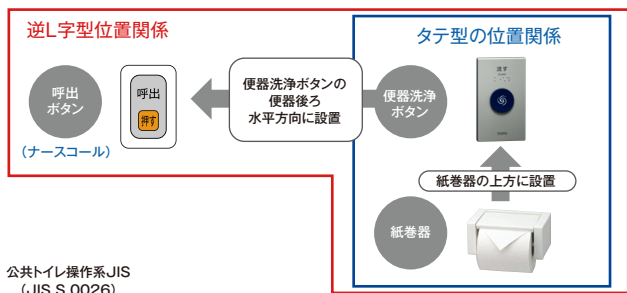 逆L字型位置関係
タテ型の位置関係
呼出
ボタン
(ナースコール)
呼出
押す
便器洗浄ボタンの
便器後ろ
水平方向に設置
便器洗浄
ボタン
流す
紙巻器の上方に設置
紙巻器
公共トイレ操作系JIS
(JIS S 0026)